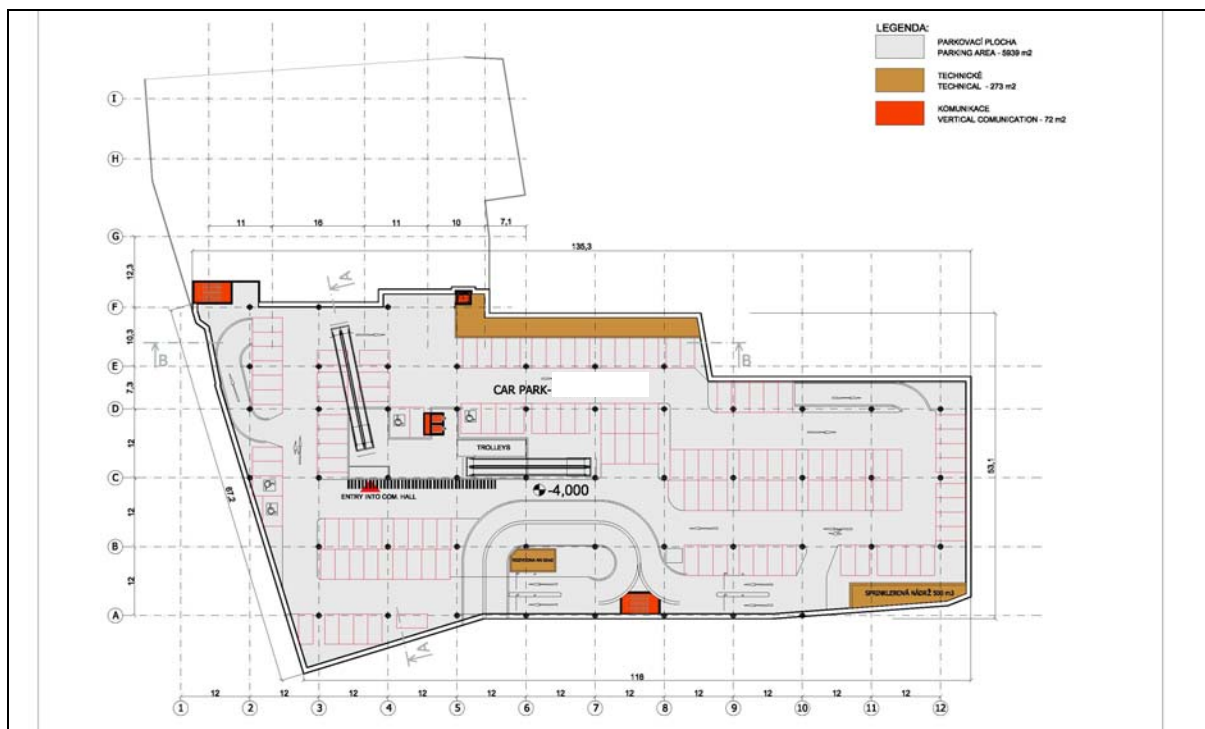 LEGENDA:
PARKOVACÍ PLOCHA
PARKING AREA - 5939 m2
TECHNICKÉ
TECHNICAL - 273 m2
KOMUNIKACE
VERTICAL COMUNICATION - 72 m2
I
H
11
16
11
10
7,1
G
135,3
12,3
A
F
10,3
B
B
E
7,3
CAR PARK-
D
12
TROLLEYS
C
53,1
67,2
ENTRY INTO COM. HALL
-4,000
12
B
12
SPRINKLEROVÁ NÁDRŽ 500 m3
A
A
118
12
12
12
12
12
12
12
12
12
12
12
1
2
3
4
5
6
7
8
9
10
11
12